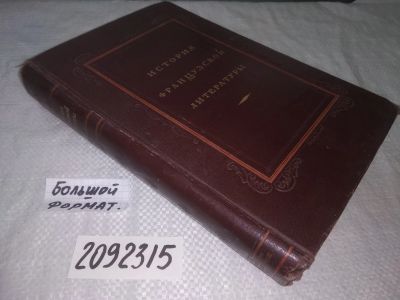 ИСТОРИЯ
ФРАНЦУЗСКОЙ
ЛИТЕРАТУРЫ
БОЛЬШОЙ
ФОРМАТ.
2092315